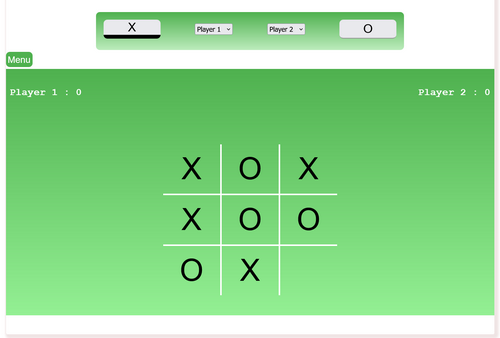 X Player 1 Player 2 O
Menu
Player 1 : 0 Player 2 : 0
X O X
X O O
O X